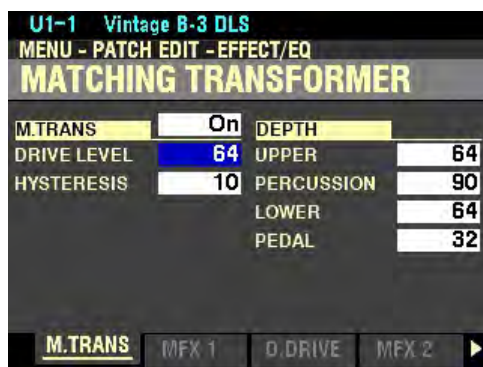 U1-1 Vintage B-3 DLS
MENU - PATCH EDIT - EFFECT/EQ
MATCHING TRANSFORMER
M.TRANS On DEPTH
DRIVE LEVEL 64 UPPER 64
HYSTERESIS 10 PERCUSSION 90
LOWER 64
PEDAL 32
M.TRANS MFX 1 O.DRIVE MFX 2